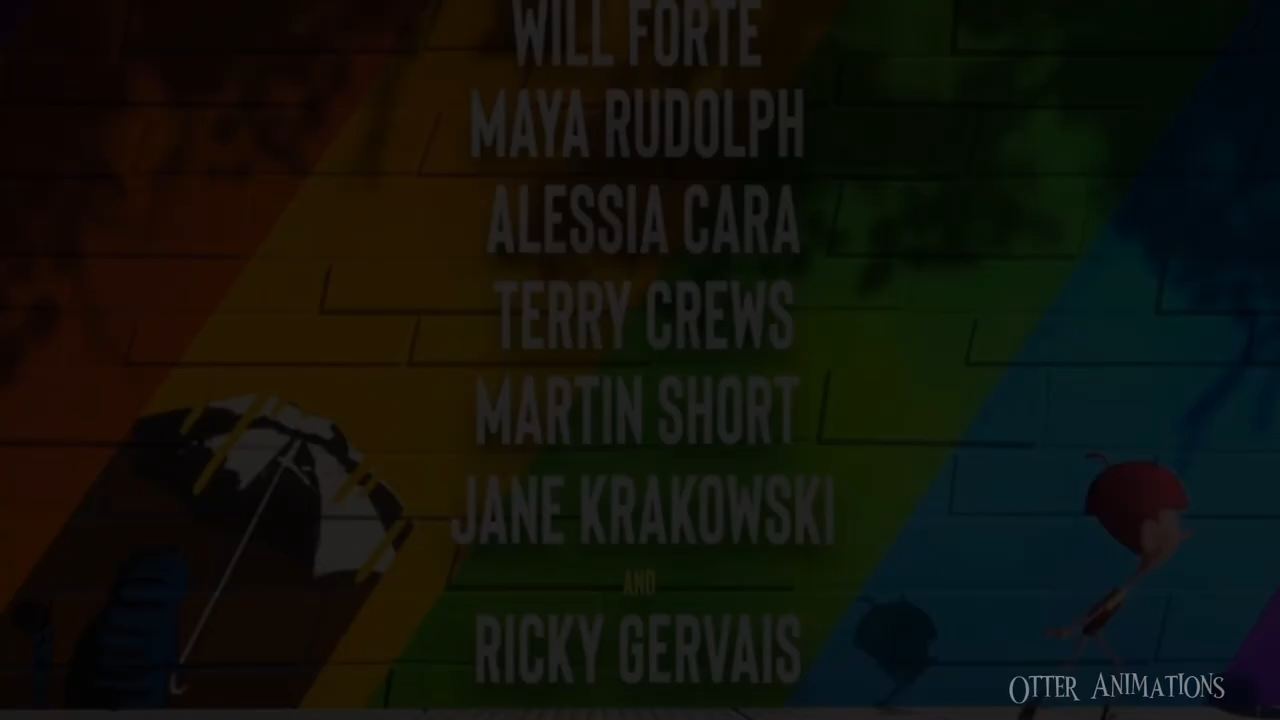 WILL FORTE
MAYA RUDOLPH
ALESSIA CARA
TERRY CREWS
MARTIN SHORT
JANE KRAKOWSKI
AND
RICKY GERVAIS
OTTER ANIMATIONS